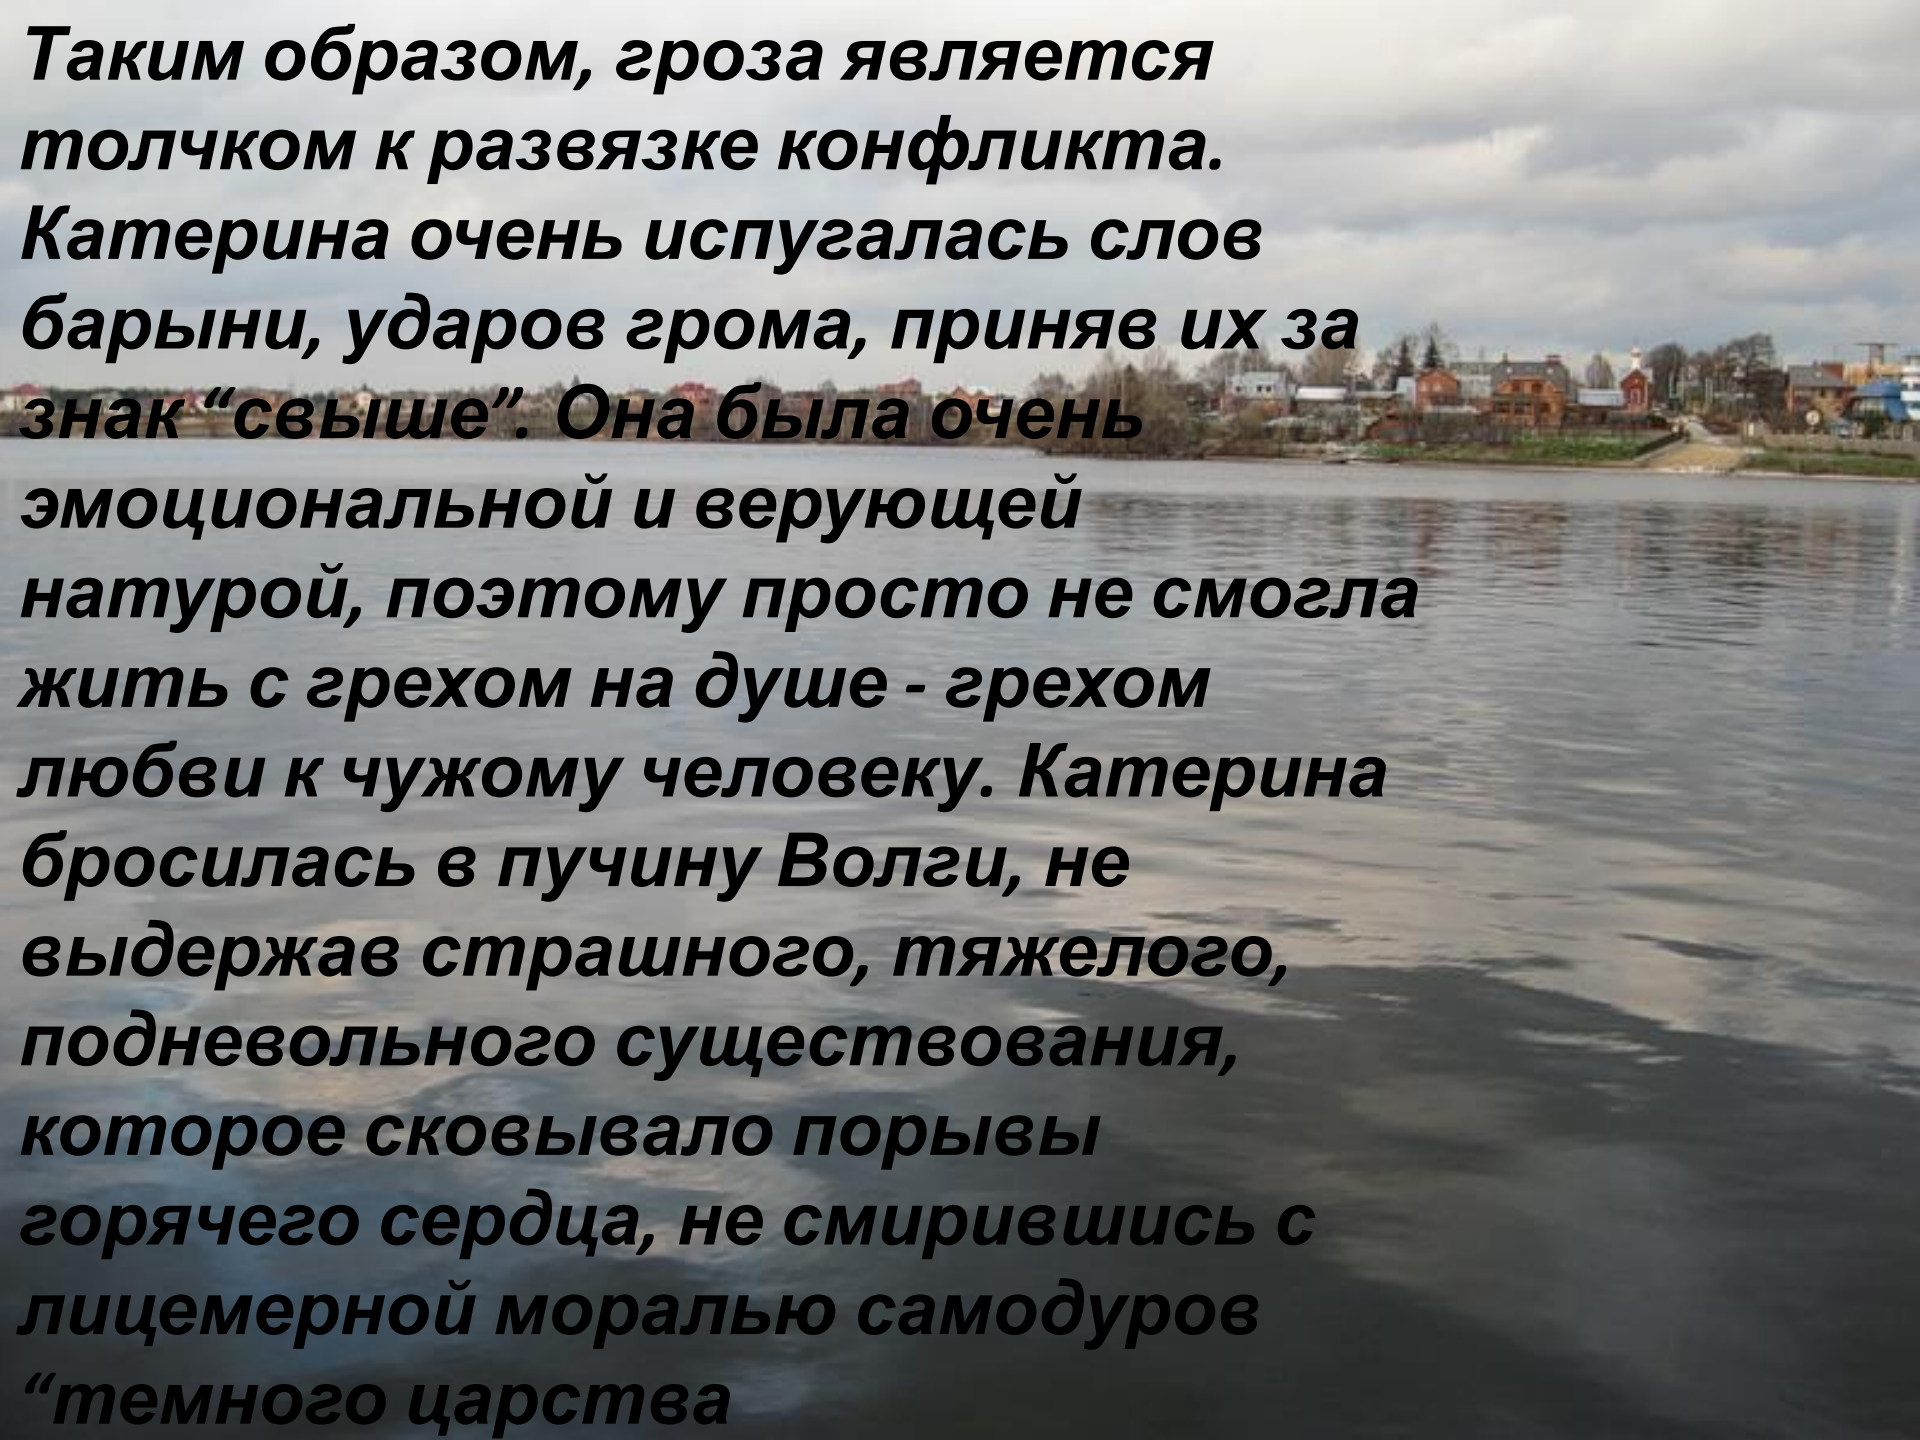 Таким образом, гроза является
толчком к развязке конфликта.
Катерина очень испугалась слов
барыни, ударов грома, приняв их за
знак “свыше”. Она была очень
эмоциональной и верующей
натурой, поэтому просто не смогла
жить с грехом на душе - грехом
любви к чужому человеку. Катерина
бросилась в пучину Волги, не
выдержав страшного, тяжелого,
подневольного существования,
которое сковывало порывы
горячего сердца, не смирившись с
лицемерной моралью самодуров
“темного царства